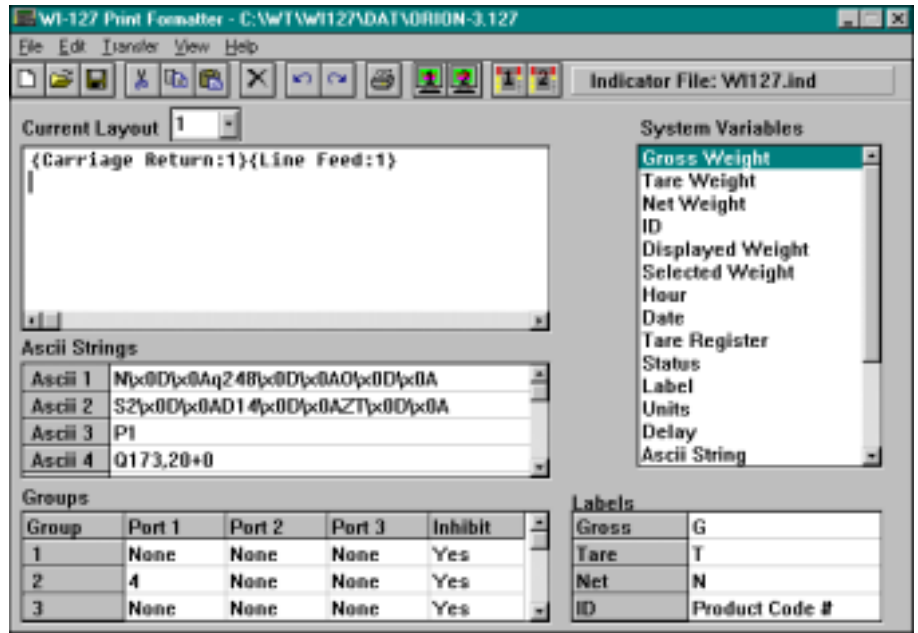 WI-127 Print Formatter - C:\WT\WI127\DAT\ORION-3.127
File Edit Transfer View Help
1 2 1 2 Indicator File: WI127.ind
Current Layout 1
{Carriage Return:1}{Line Feed:1}
System Variables
Gross Weight
Tare Weight
Net Weight
ID
Displayed Weight
Selected Weight
Hour
Date
Tare Register
Status
Label
Units
Delay
Ascii String
Ascii Strings
Ascii 1 N\x0D\x0Aq248\x0D\x0AO\x0D\x0A
Ascii 2 S2\x0D\x0AD14\x0D\x0AZT\x0D\x0A
Ascii 3 P1
Ascii 4 Q173,20+0
Groups
Group Port 1 Port 2 Port 3 Inhibit
1 None None None Yes
2 4 None None Yes
3 None None None Yes
Labels
Gross G
Tare T
Net N
ID Product Code #